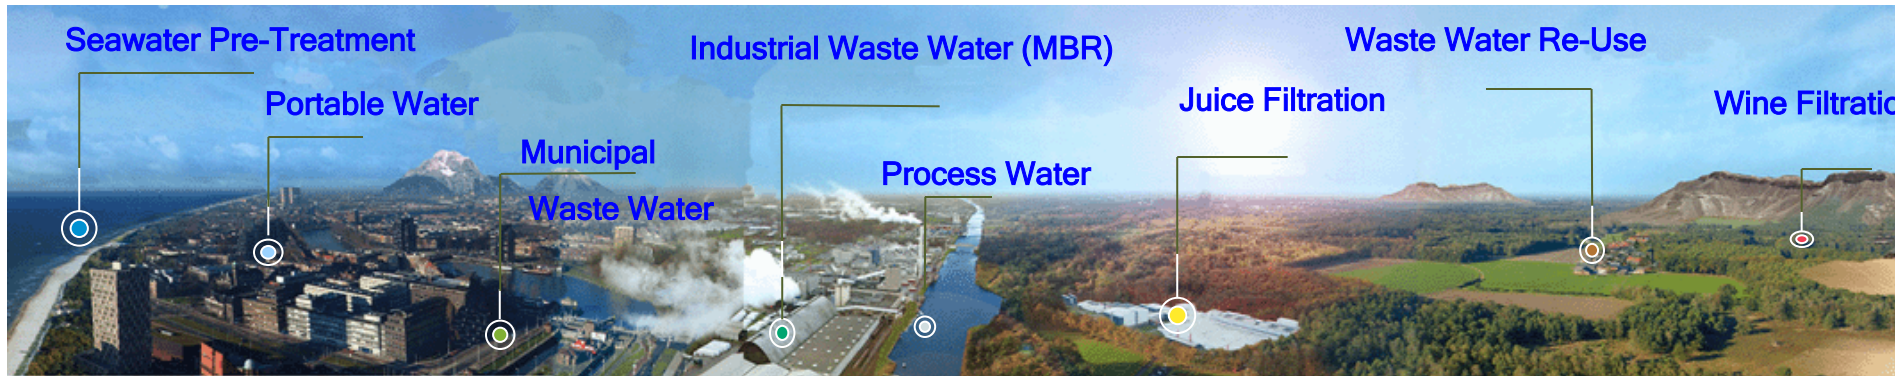 Seawater Pre-Treatment
Portable Water
Municipal
Waste Water
Industrial Waste Water (MBR)
Process Water
Juice Filtration
Waste Water Re-Use
Wine Filtratio